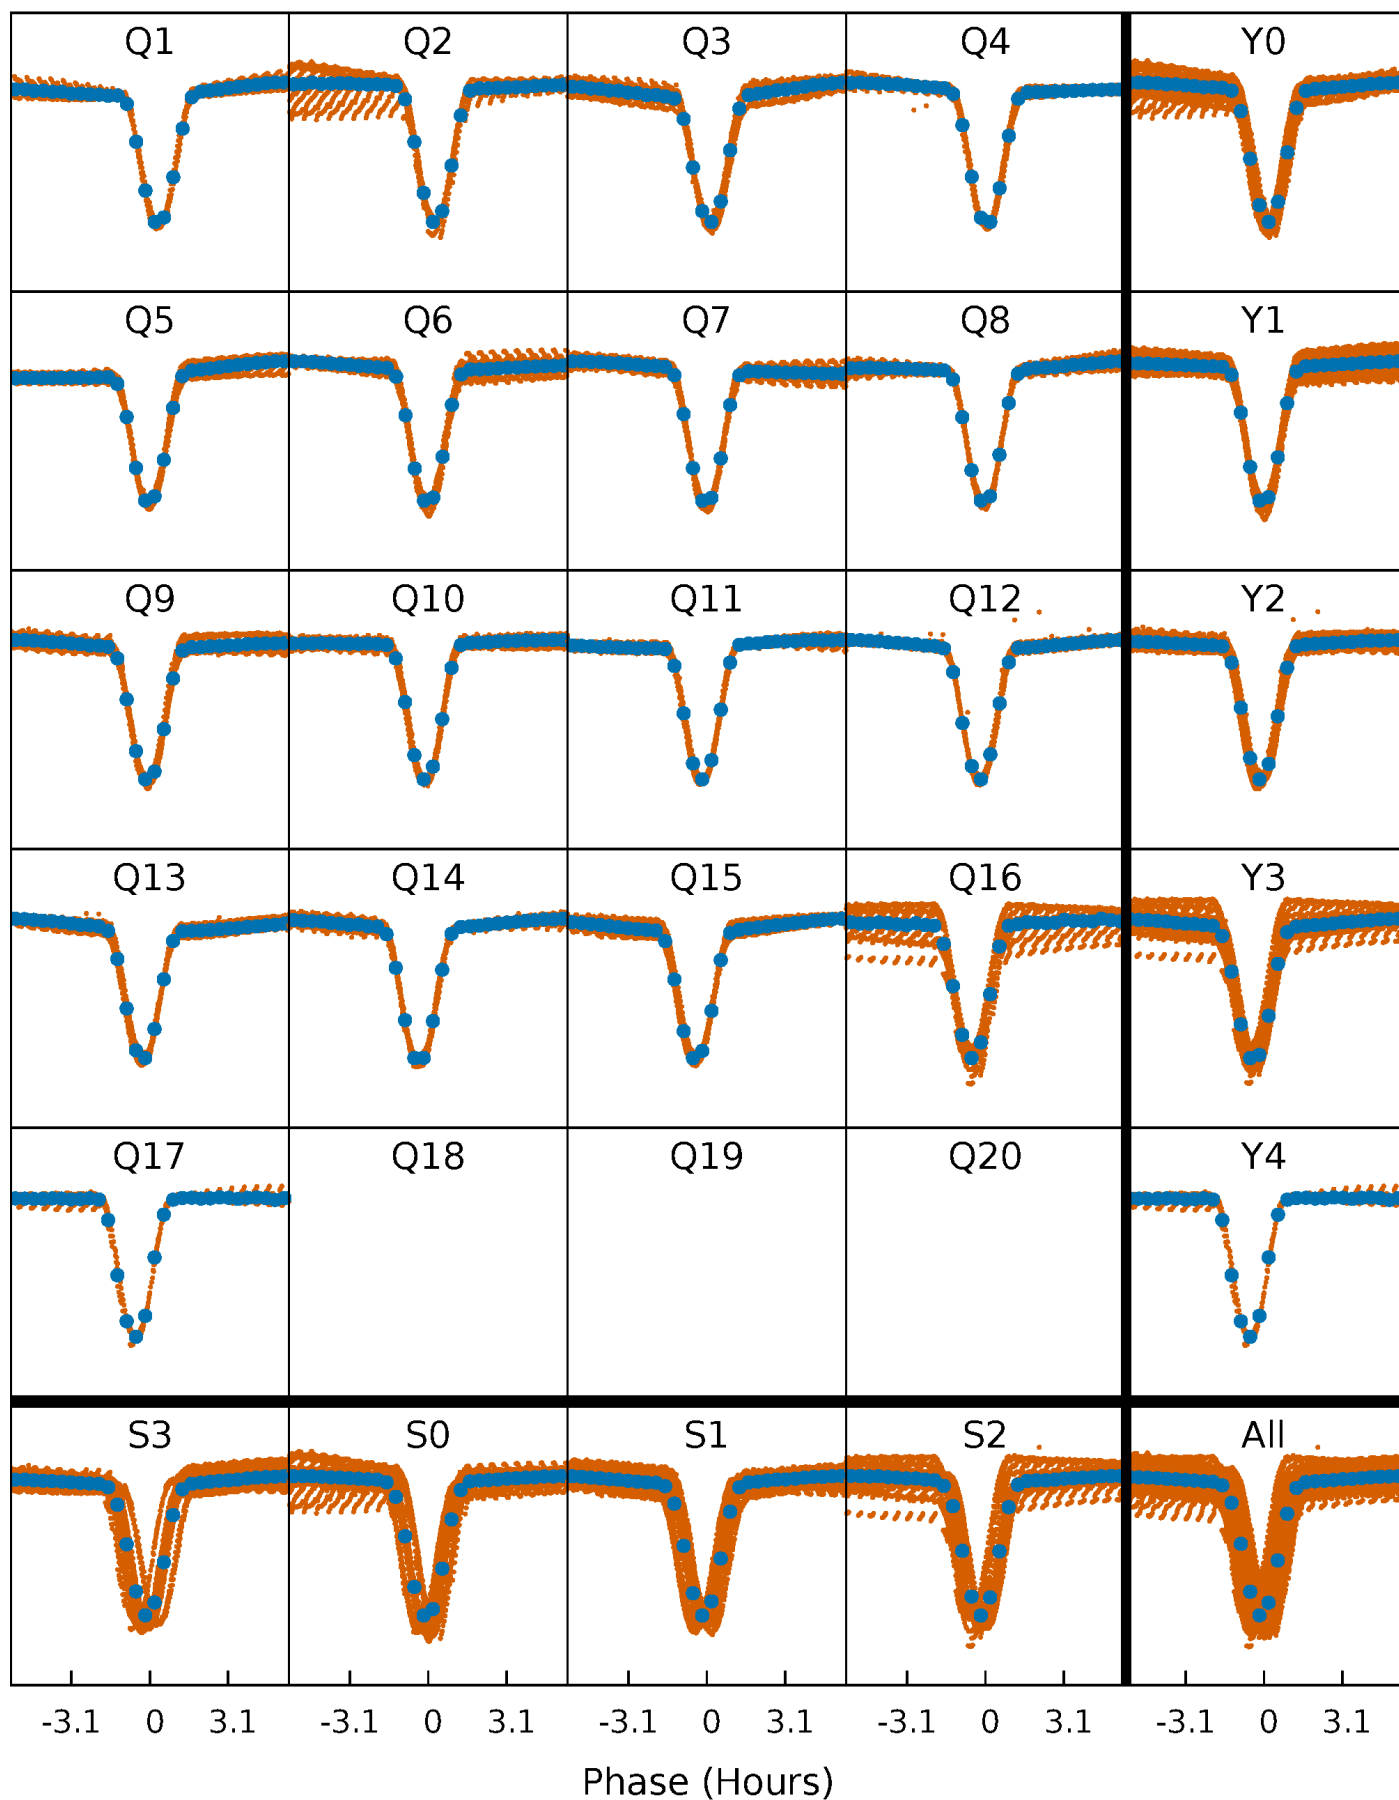 Q1 Q2 Q3 Q4 Y0
Q5 Q6 Q7 Q8 Y1
Q9 Q10 Q11 Q12 Y2
Q13 Q14 Q15 Q16 Y3
Q17 Q18 Q19 Q20 Y4
S3 S0 S1 S2 All
-3.1 0 3.1 -3.1 0 3.1 -3.1 0 3.1 -3.1 0 3.1 -3.1 0 3.1
Phase (Hours)